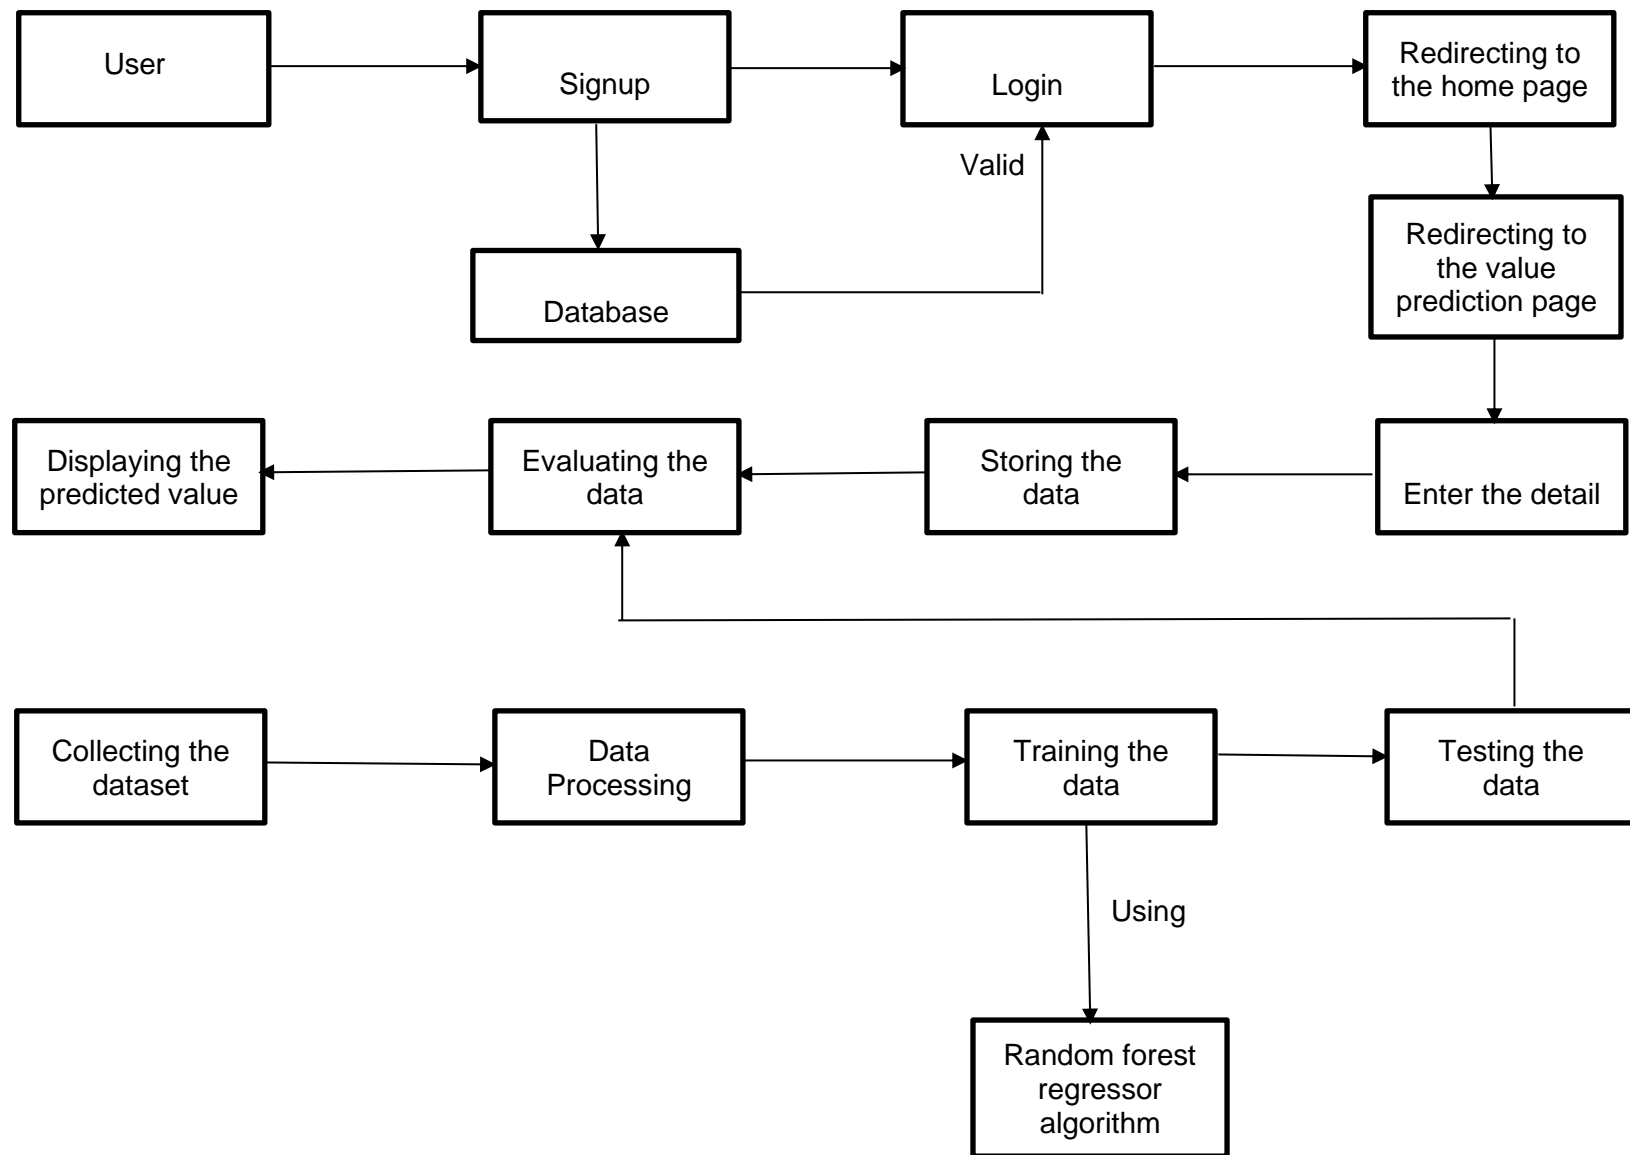 User
Signup
Login
Redirecting to
the home page
Valid
Redirecting to
the value
prediction page
Database
Displaying the
predicted value
Evaluating the
data
Storing the
data
Enter the detail
Collecting the
dataset
Data
Processing
Training the
data
Testing the
data
Using
Random forest
regressor
algorithm